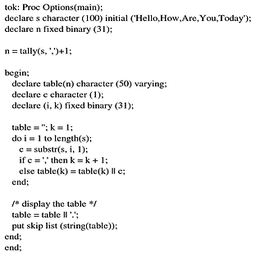 tok: Proc Options(main);
declare s character (100) initial ('Hello,How,Are,You,Today');
declare n fixed binary (31);
n = tally(s, ',')+1;
begin;
declare table(n) character (50) varying;
declare c character (1);
declare (i, k) fixed binary (31);
table = ''; k = 1;
do i = 1 to length(s);
c = substr(s, i, 1);
if c = ',' then k = k + 1;
else table(k) = table(k) || c;
end;
/* display the table */
table = table || '.';
put skip list (string(table));
end;
end;